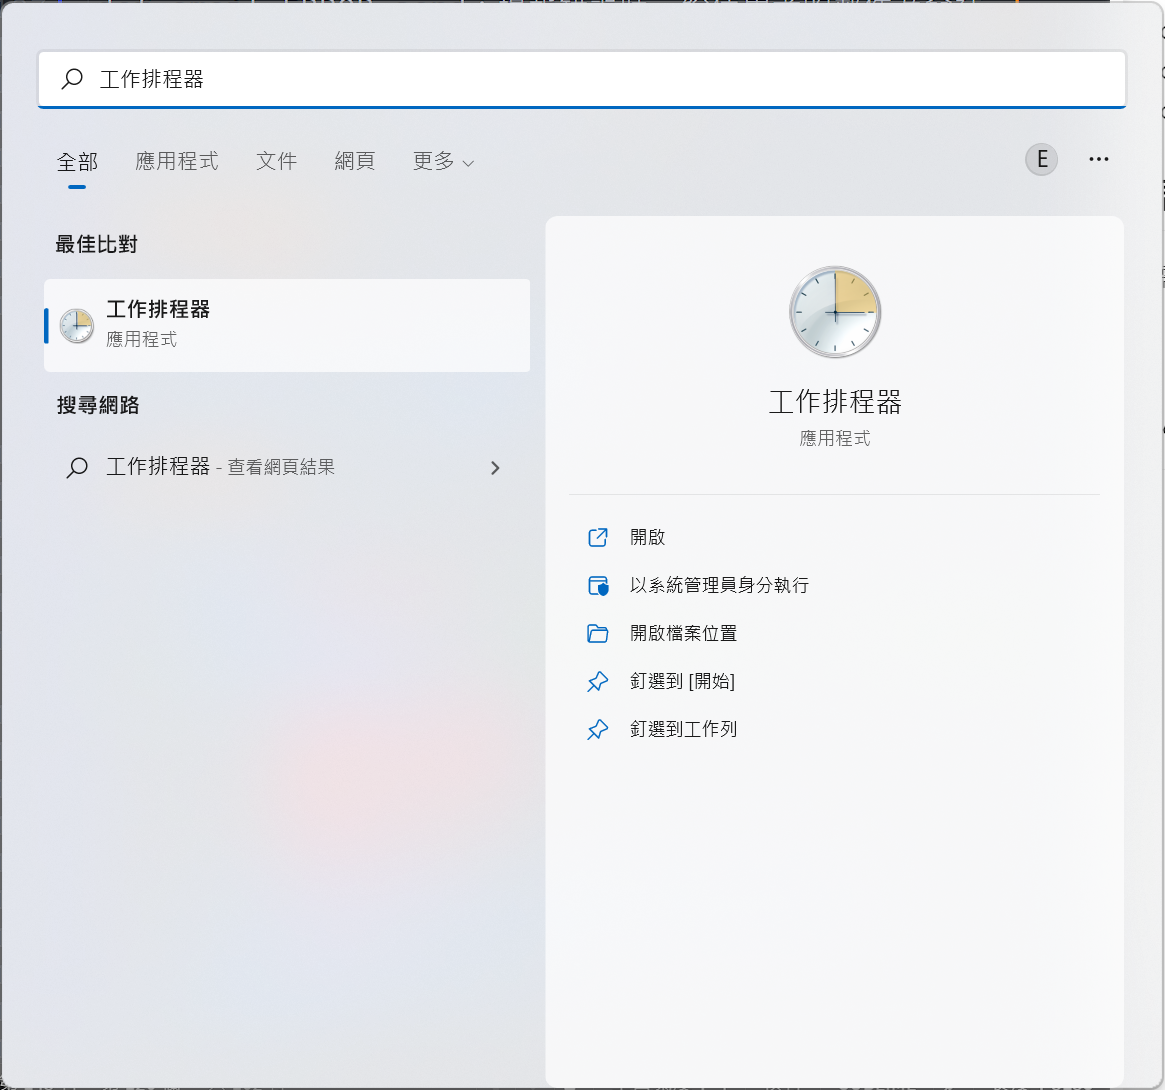 工作排程器
全部 應用程式 文件 網頁 更多
E
最佳比對
工作排程器
應用程式
搜尋網路
工作排程器 - 查看網頁結果
工作排程器
應用程式
開啟
以系統管理員身分執行
開啟檔案位置
釘選到 [開始]
釘選到工作列